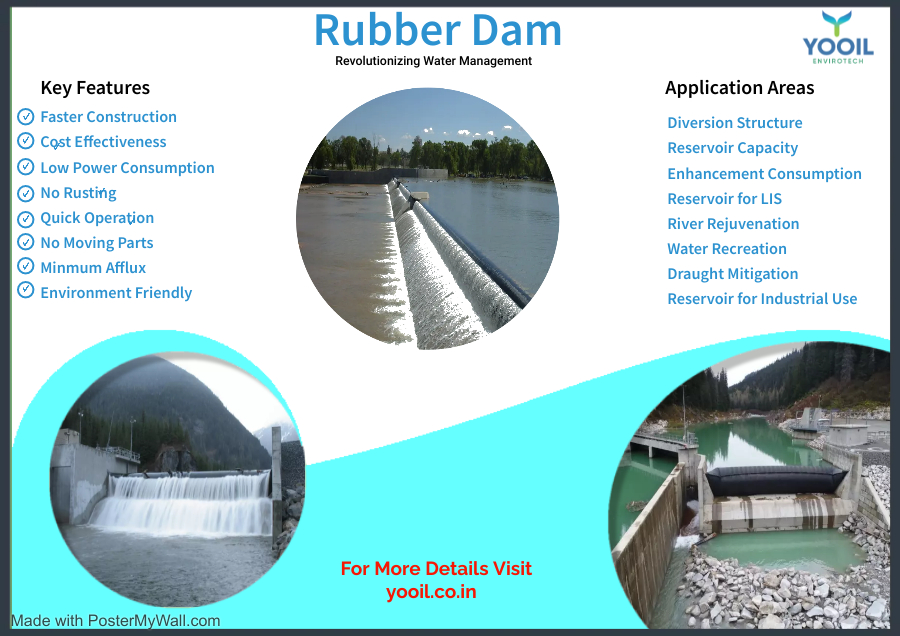 Rubber Dam
Revolutionizing Water Management
YOOIL
ENVIROTECH
Key Features
Faster Construction
Cost Effectiveness
Low Power Consumption
No Rusting
Quick Operation
No Moving Parts
Minmum Afflux
Environment Friendly
Application Areas
Diversion Structure
Reservoir Capacity
Enhancement Consumption
Reservoir for LIS
River Rejuvenation
Water Recreation
Draught Mitigation
Reservoir for Industrial Use
For More Details Visit
yooil.co.in
Made with PosterMyWall.com